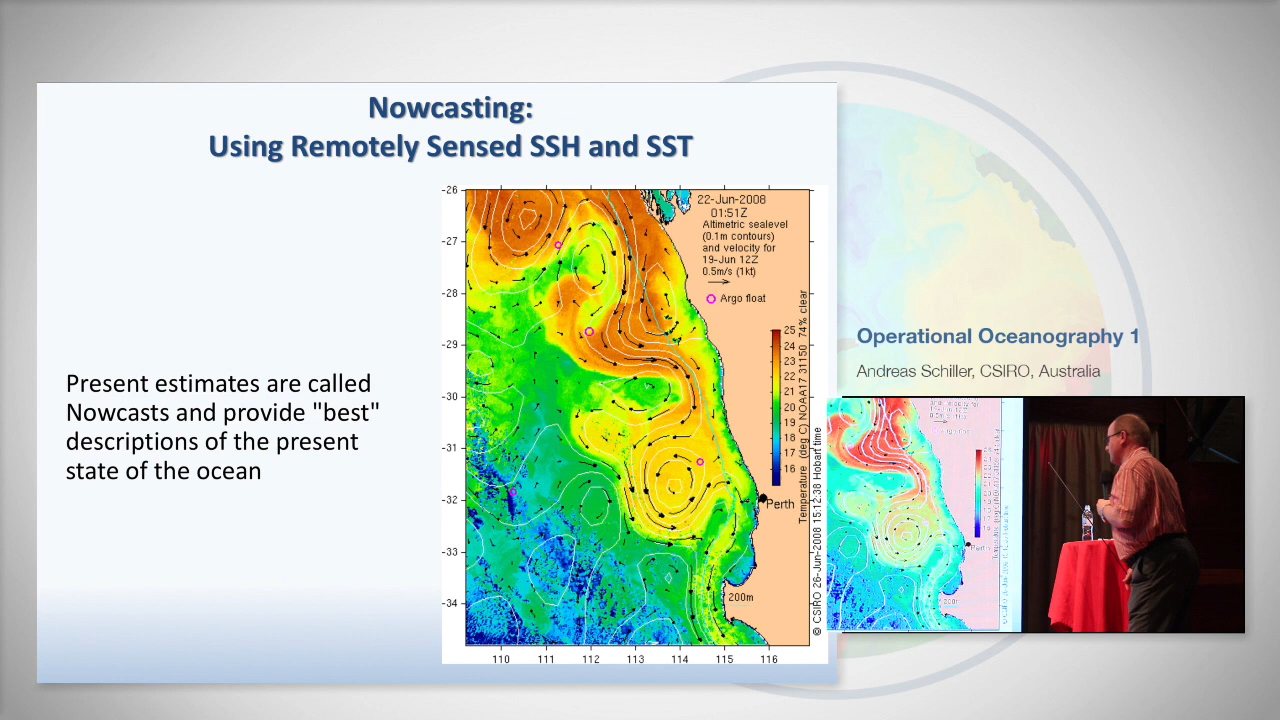 Nowcasting:
Using Remotely Sensed SSH and SST
Present estimates are called
Nowcasts and provide "best"
descriptions of the present
state of the ocean
-26
-27
-28
-29
-30
-31
-32
-33
-34
110
111
112
113
114
115
116
22-Jun-2008
01:51Z
Altimetric sealevel
(0.1m contours)
and velocity for
19-Jun 12Z
0.5m/s (1kt)
Argo float
25
24
23
22
21
20
19
18
17
16
Temperature (deg C) NOAA17 31150 74% clear
Perth
200m
© CSIRO 26-Jun-2008 15:12:38 Hobart time
Operational Oceanography 1
Andreas Schiller, CSIRO, Australia
Perth